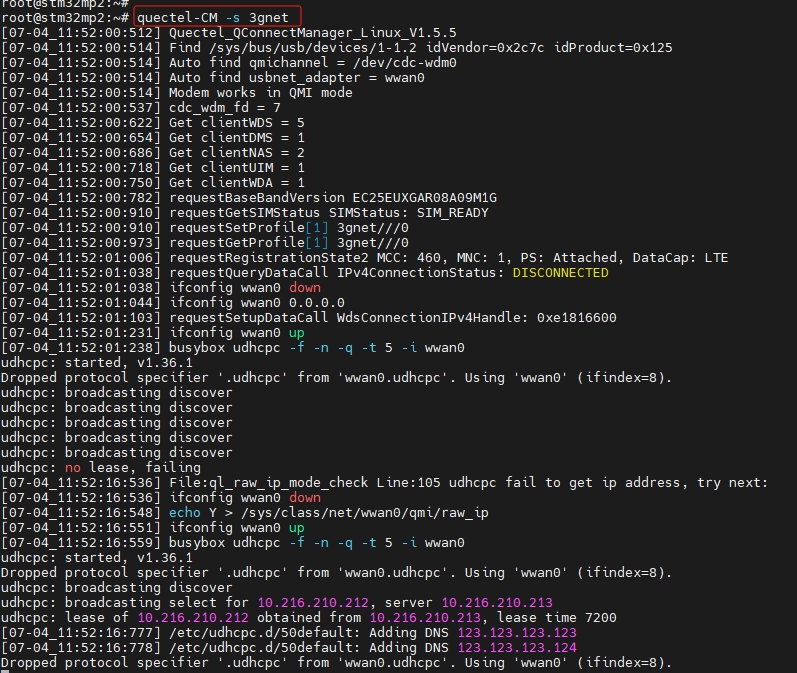 root@stm32mp2:~#
root@stm32mp2:~# quectel-CM -s 3gnet
[07-04_11:52:00:512] Quectel_QConnectManager_Linux_V1.5.5
[07-04_11:52:00:514] Find /sys/bus/usb/devices/1-1.2 idVendor=0x2c7c idProduct=0x125
[07-04_11:52:00:514] Auto find qmichannel = /dev/cdc-wdm0
[07-04_11:52:00:514] Auto find usbnet_adapter = wwan0
[07-04_11:52:00:514] Modem works in QMI mode
[07-04_11:52:00:537] cdc_wdm_fd = 7
[07-04_11:52:00:622] Get clientWDS = 5
[07-04_11:52:00:654] Get clientDMS = 1
[07-04_11:52:00:686] Get clientNAS = 2
[07-04_11:52:00:718] Get clientUIM = 1
[07-04_11:52:00:750] Get clientWDA = 1
[07-04_11:52:00:782] requestBaseBandVersion EC25EUXGAR08A09M1G
[07-04_11:52:00:910] requestGetSIMStatus SIMStatus: SIM_READY
[07-04_11:52:00:910] requestSetProfile[1] 3gnet///0
[07-04_11:52:00:973] requestGetProfile[1] 3gnet///0
[07-04_11:52:01:006] requestRegistrationState2 MCC: 460, MNC: 1, PS: Attached, DataCap: LTE
[07-04_11:52:01:038] requestQueryDataCall IPv4ConnectionStatus: DISCONNECTED
[07-04_11:52:01:038] ifconfig wwan0 down
[07-04_11:52:01:044] ifconfig wwan0 0.0.0.0
[07-04_11:52:01:103] requestSetupDataCall WdsConnectionIPv4Handle: 0xe1816600
[07-04_11:52:01:231] ifconfig wwan0 up
[07-04_11:52:01:238] busybox udhcpc -f -n -q -t 5 -i wwan0
udhcpc: started, v1.36.1
Dropped protocol specifier '.udhcpc' from 'wwan0.udhcpc'. Using 'wwan0' (ifindex=8).
udhcpc: broadcasting discover
udhcpc: broadcasting discover
udhcpc: broadcasting discover
udhcpc: broadcasting discover
udhcpc: broadcasting discover
udhcpc: no lease, failing
[07-04_11:52:16:536] File:ql_raw_ip_mode_check Line:105 udhcpc fail to get ip address, try next:
[07-04_11:52:16:536] ifconfig wwan0 down
[07-04_11:52:16:548] echo Y > /sys/class/net/wwan0/qmi/raw_ip
[07-04_11:52:16:551] ifconfig wwan0 up
[07-04_11:52:16:559] busybox udhcpc -f -n -q -t 5 -i wwan0
udhcpc: started, v1.36.1
Dropped protocol specifier '.udhcpc' from 'wwan0.udhcpc'. Using 'wwan0' (ifindex=8).
udhcpc: broadcasting discover
udhcpc: broadcasting select for 10.216.210.212, server 10.216.210.213
udhcpc: lease of 10.216.210.212 obtained from 10.216.210.213, lease time 7200
[07-04_11:52:16:777] /etc/udhcpc.d/50default: Adding DNS 123.123.123.123
[07-04_11:52:16:778] /etc/udhcpc.d/50default: Adding DNS 123.123.123.124
Dropped protocol specifier '.udhcpc' from 'wwan0.udhcpc'. Using 'wwan0' (ifindex=8).